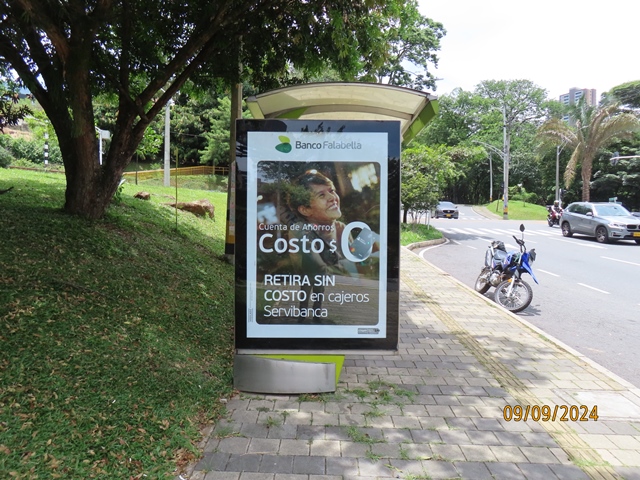 Banco Falabella
Cuenta de Ahorros
Costo $0
RETIRA SIN
COSTO en cajeros
Servibanca
09/09/2024